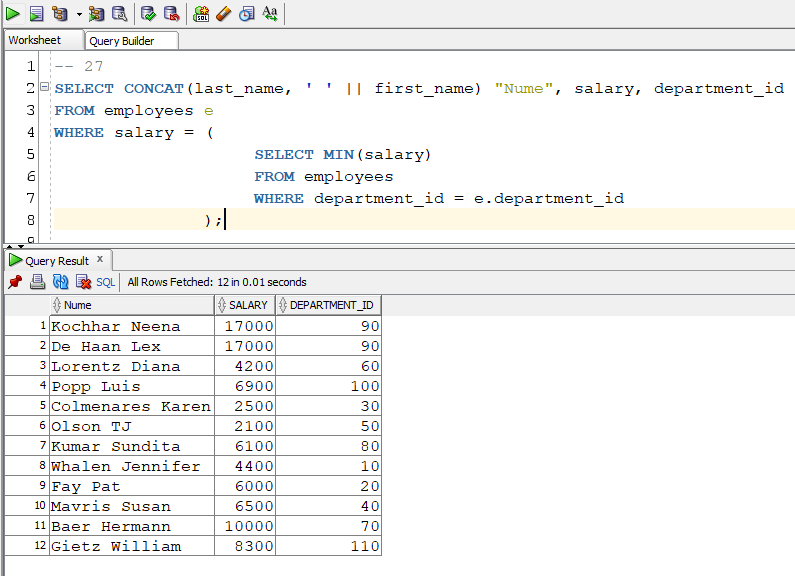 SQL Aa
Worksheet Query Builder
1 -- 27
2 SELECT CONCAT(last_name, ' ' || first_name) "Nume", salary, department_id
3 FROM employees e
4 WHERE salary = (
5 SELECT MIN(salary)
6 FROM employees
7 WHERE department_id = e.department_id
8 );
9
Query Result x
SQL | All Rows Fetched: 12 in 0.01 seconds
Nume SALARY DEPARTMENT_ID
1 Kochhar Neena 17000 90
2 De Haan Lex 17000 90
3 Lorentz Diana 4200 60
4 Popp Luis 6900 100
5 Colmenares Karen 2500 30
6 Olson TJ 2100 50
7 Kumar Sundita 6100 80
8 Whalen Jennifer 4400 10
9 Fay Pat 6000 20
10 Mavris Susan 6500 40
11 Baer Hermann 10000 70
12 Gietz William 8300 110